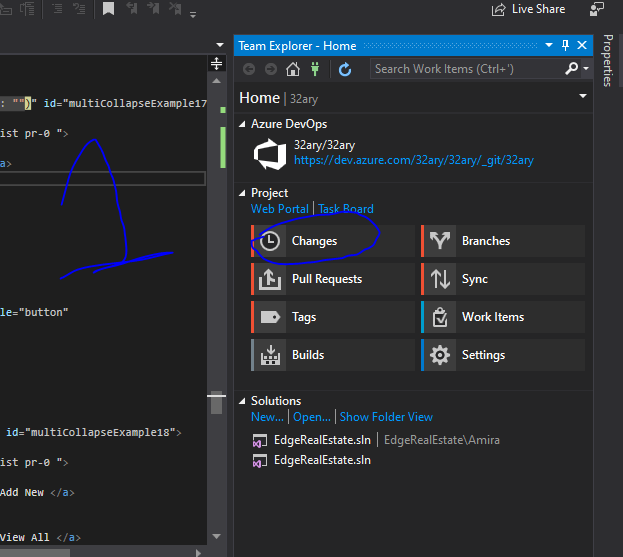 Live Share
: "")" id="multiCollapseExample17
ist pr-0 ">
a>
le="button"
id="multiCollapseExample18">
ist pr-0 ">
Add New </a>
View All </a>
Team Explorer - Home
Search Work Items (Ctrl+')
Home | 32ary
Azure DevOps
32ary/32ary
https://dev.azure.com/32ary/32ary/_git/32ary
Project
Web Portal | Task Board
Changes
Branches
Pull Requests
Sync
Tags
Work Items
Builds
Settings
Solutions
New... | Open... | Show Folder View
EdgeRealEstate.sln | EdgeRealEstate\Amira
EdgeRealEstate.sln
Properties